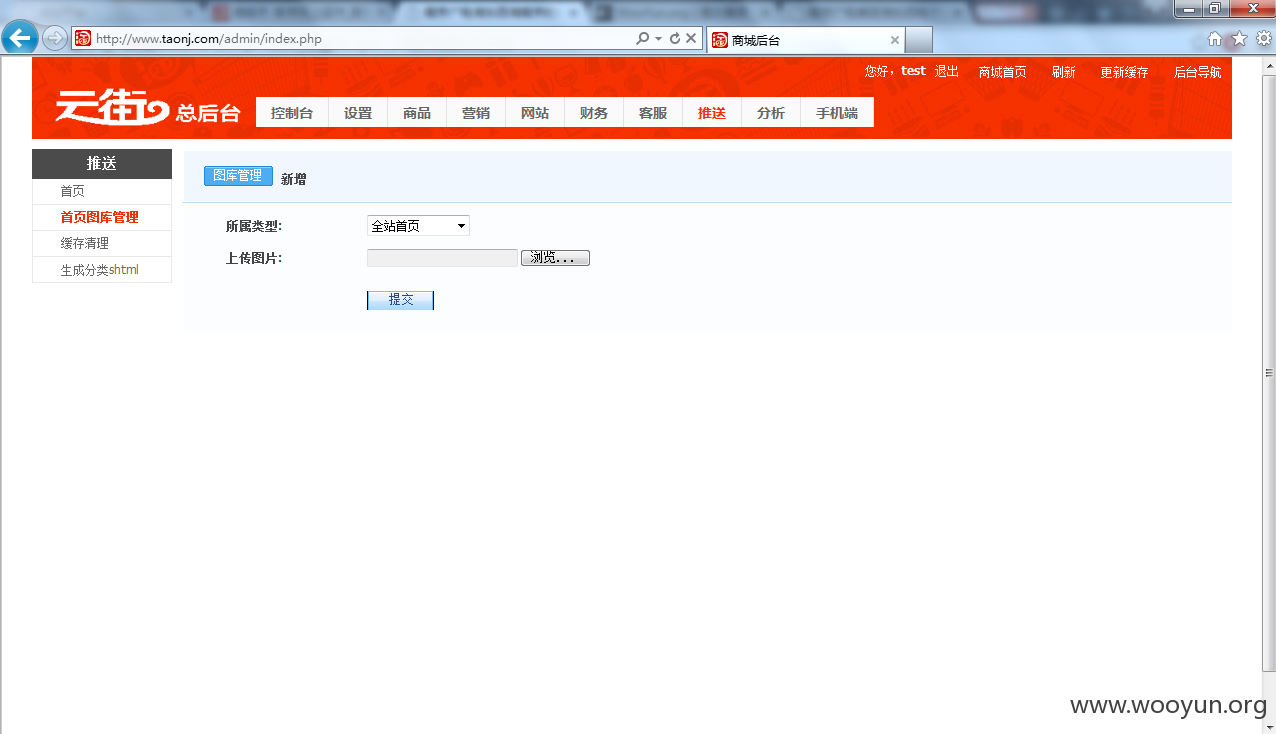 http://www.taonj.com/admin/index.php
商城后台
您好，test 退出 商城首页 刷新 更新缓存 后台导航
云街 总后台
控制台 设置 商品 营销 网站 财务 客服 推送 分析 手机端
推送
首页
首页图库管理
缓存清理
生成分类shtml
图库管理 新增
所属类型: 全站首页
上传图片: 浏览...
提交
www.wooyun.org